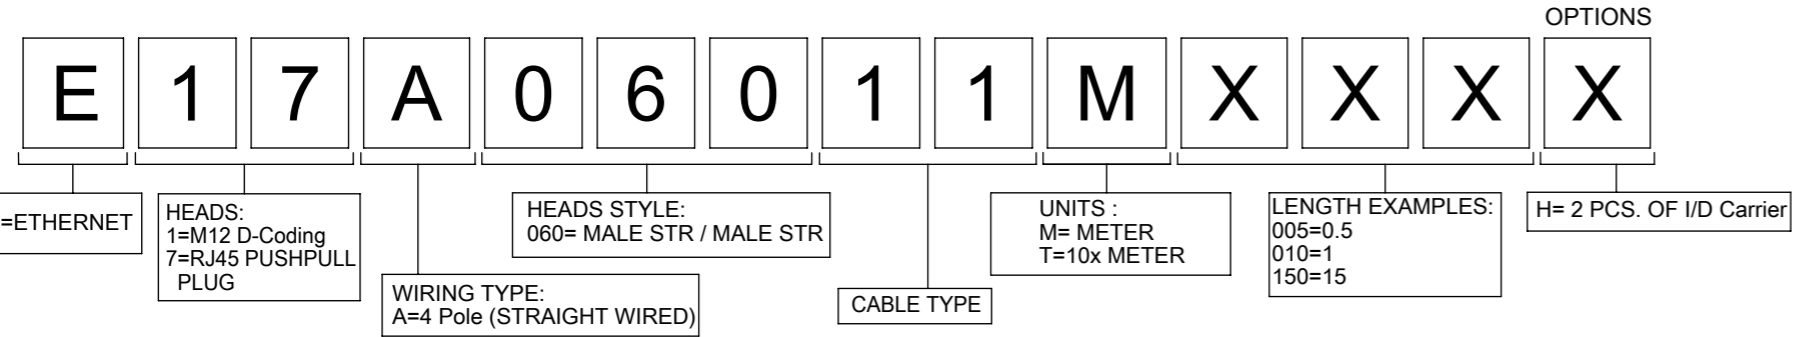 OPTIONS
E 1 7 A 0 6 0 1 1 M X X X X
=ETHERNET
HEADS:
1=M12 D-Coding
7=RJ45 PUSHPULL
PLUG
WIRING TYPE:
A=4 Pole (STRAIGHT WIRED)
HEADS STYLE:
060= MALE STR / MALE STR
CABLE TYPE
UNITS :
M= METER
T=10x METER
LENGTH EXAMPLES:
005=0.5
010=1
150=15
H= 2 PCS. OF I/D Carrier